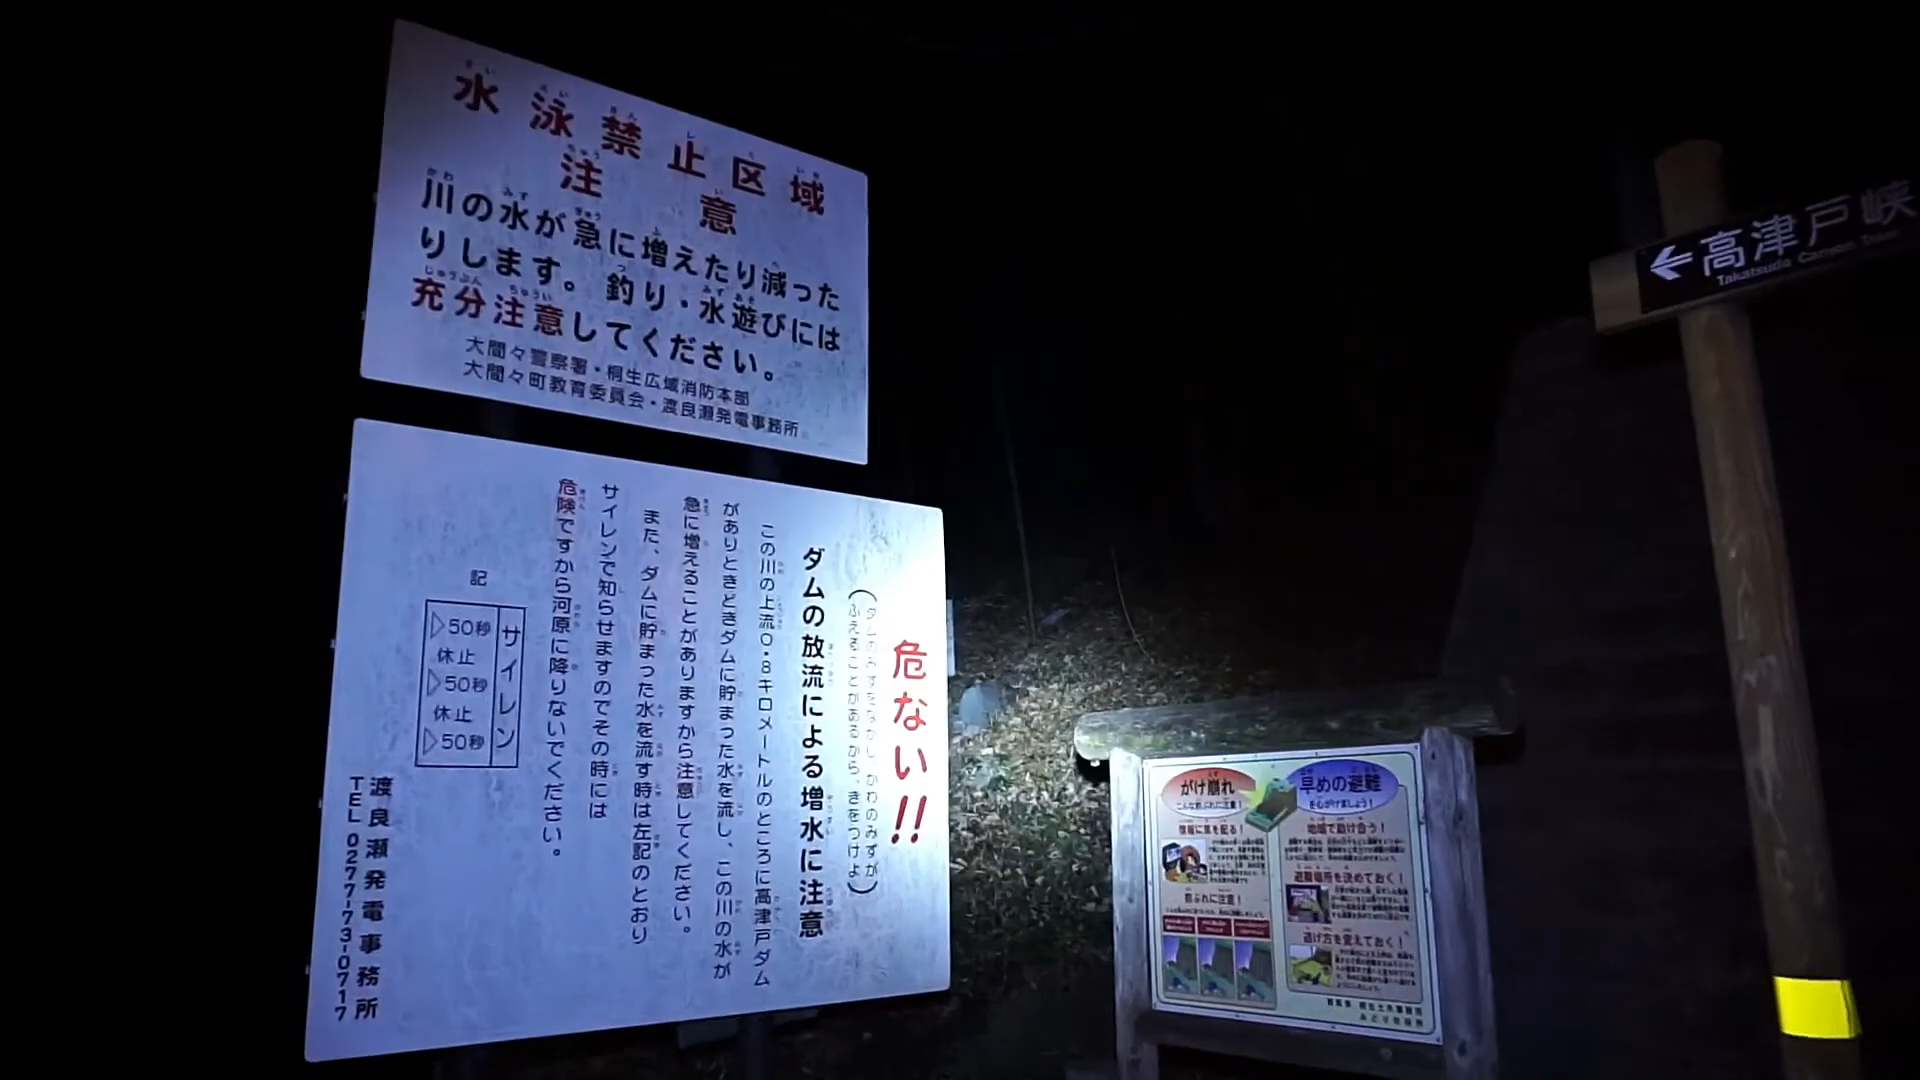 水泳禁止区域
注意
川の水が急に増えたり減った
りします。釣り・水遊びには
充分注意してください。
大間々警察署・桐生広域消防本部
大間々町教育委員会・渡良瀬発電事務所
危ない!!
(ダムのみずをながし、かわのみずが
ふえることがあるから、きをつけよ)
ダムの放流による増水に注意
この川の上流0.8キロメートルのところに高津戸ダム
がありときどきダムに貯まった水を流し、この川の水が
急に増えることがありますから注意してください。
また、ダムに貯まった水を流す時は左記のとおり
サイレンで知らせますのでその時には
危険ですから河原に降りないでください。
記
サイレン
50秒
休止
50秒
休止
50秒
渡良瀬発電事務所
TEL 0277-73-0717
がけ崩れ
こんな前ぶれに注意!
情報に気を配る!
前ぶれに注意!
早めの避難
を心がけましょう!
地域で助け合う!
避難場所を決めておく!
逃げ方を覚えておく!
←高津戸峡
Takatsudo Canyon